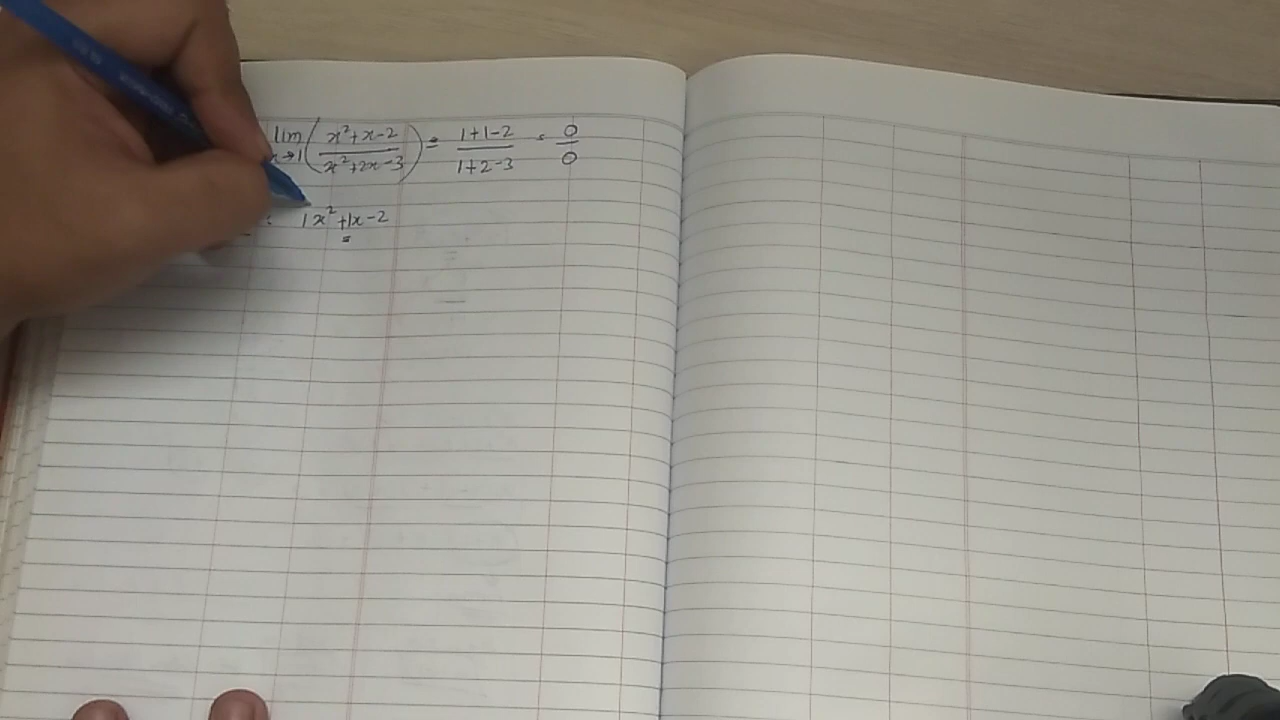 lim x→1 (x²+x-2 / x²+2x-3) = 1+1-2 / 1+2-3 = 0 / 0
: 1x²+1x-2